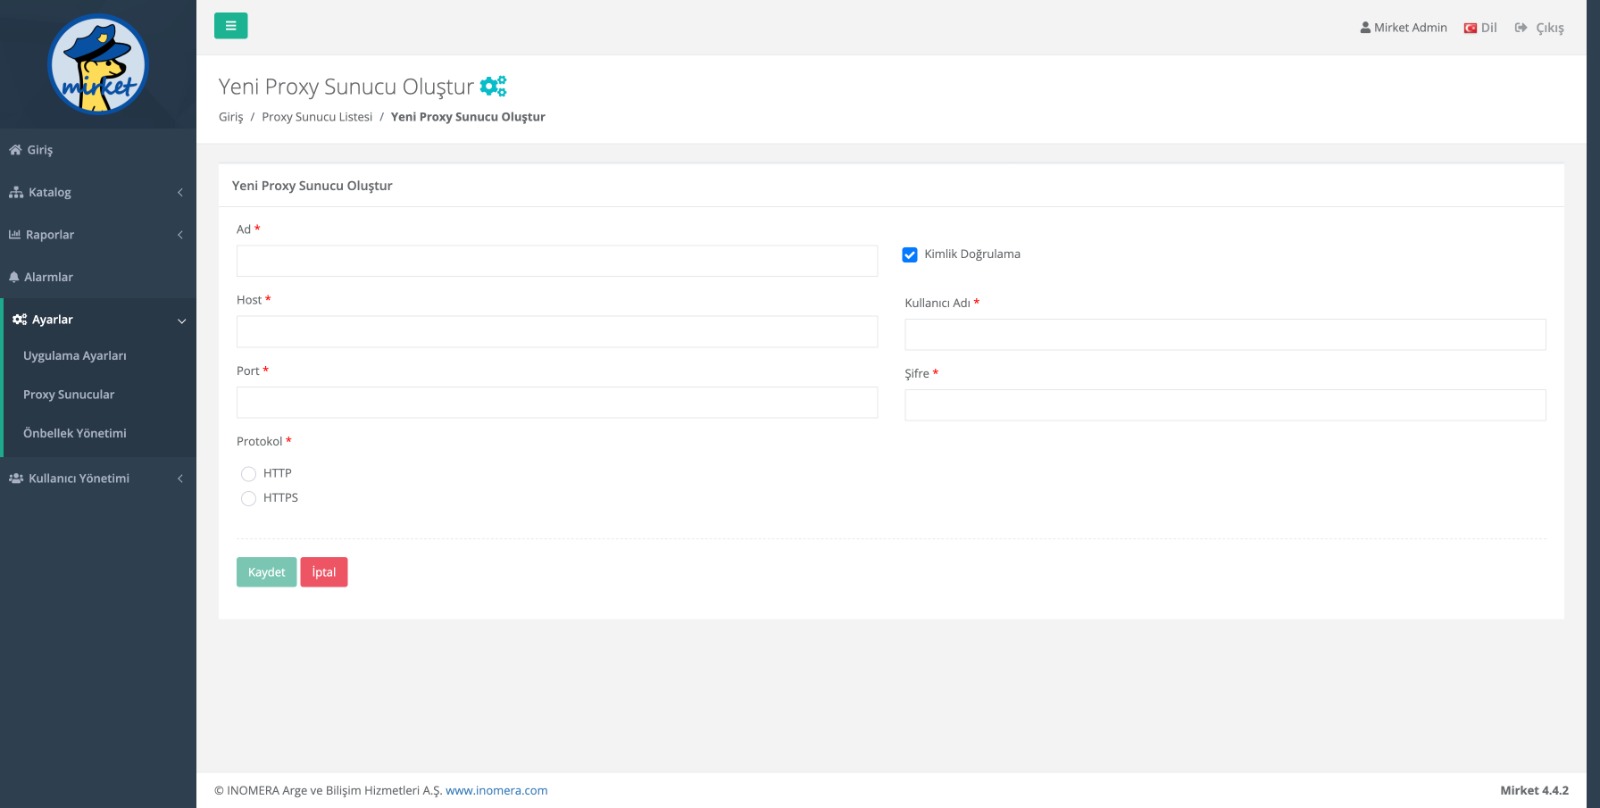 mirket
Giriş
Katalog
Raporlar
Alarmlar
Ayarlar
Uygulama Ayarları
Proxy Sunucular
Önbellek Yönetimi
Kullanıcı Yönetimi
Mirket Admin
Dil
Çıkış
Yeni Proxy Sunucu Oluştur
Giriş / Proxy Sunucu Listesi / Yeni Proxy Sunucu Oluştur
Yeni Proxy Sunucu Oluştur
Ad *
Host *
Port *
Protokol *
HTTP
HTTPS
Kimlik Doğrulama
Kullanıcı Adı *
Şifre *
Kaydet
İptal
© INOMERA Arge ve Bilişim Hizmetleri A.Ş. www.inomera.com
Mirket 4.4.2